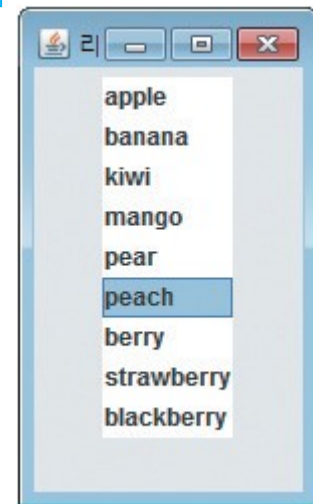 리
apple
banana
kiwi
mango
pear
peach
berry
strawberry
blackberry